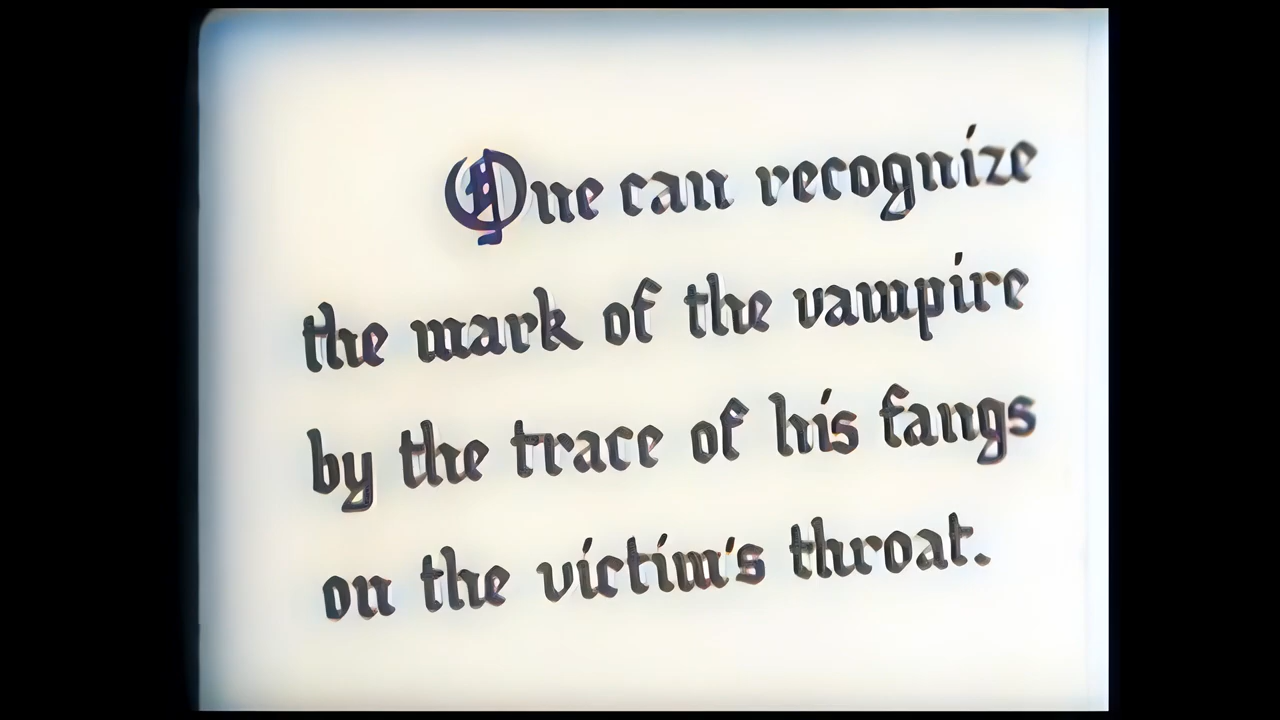 One can recognize
the mark of the vampire
by the trace of his fangs
on the victim's throat.